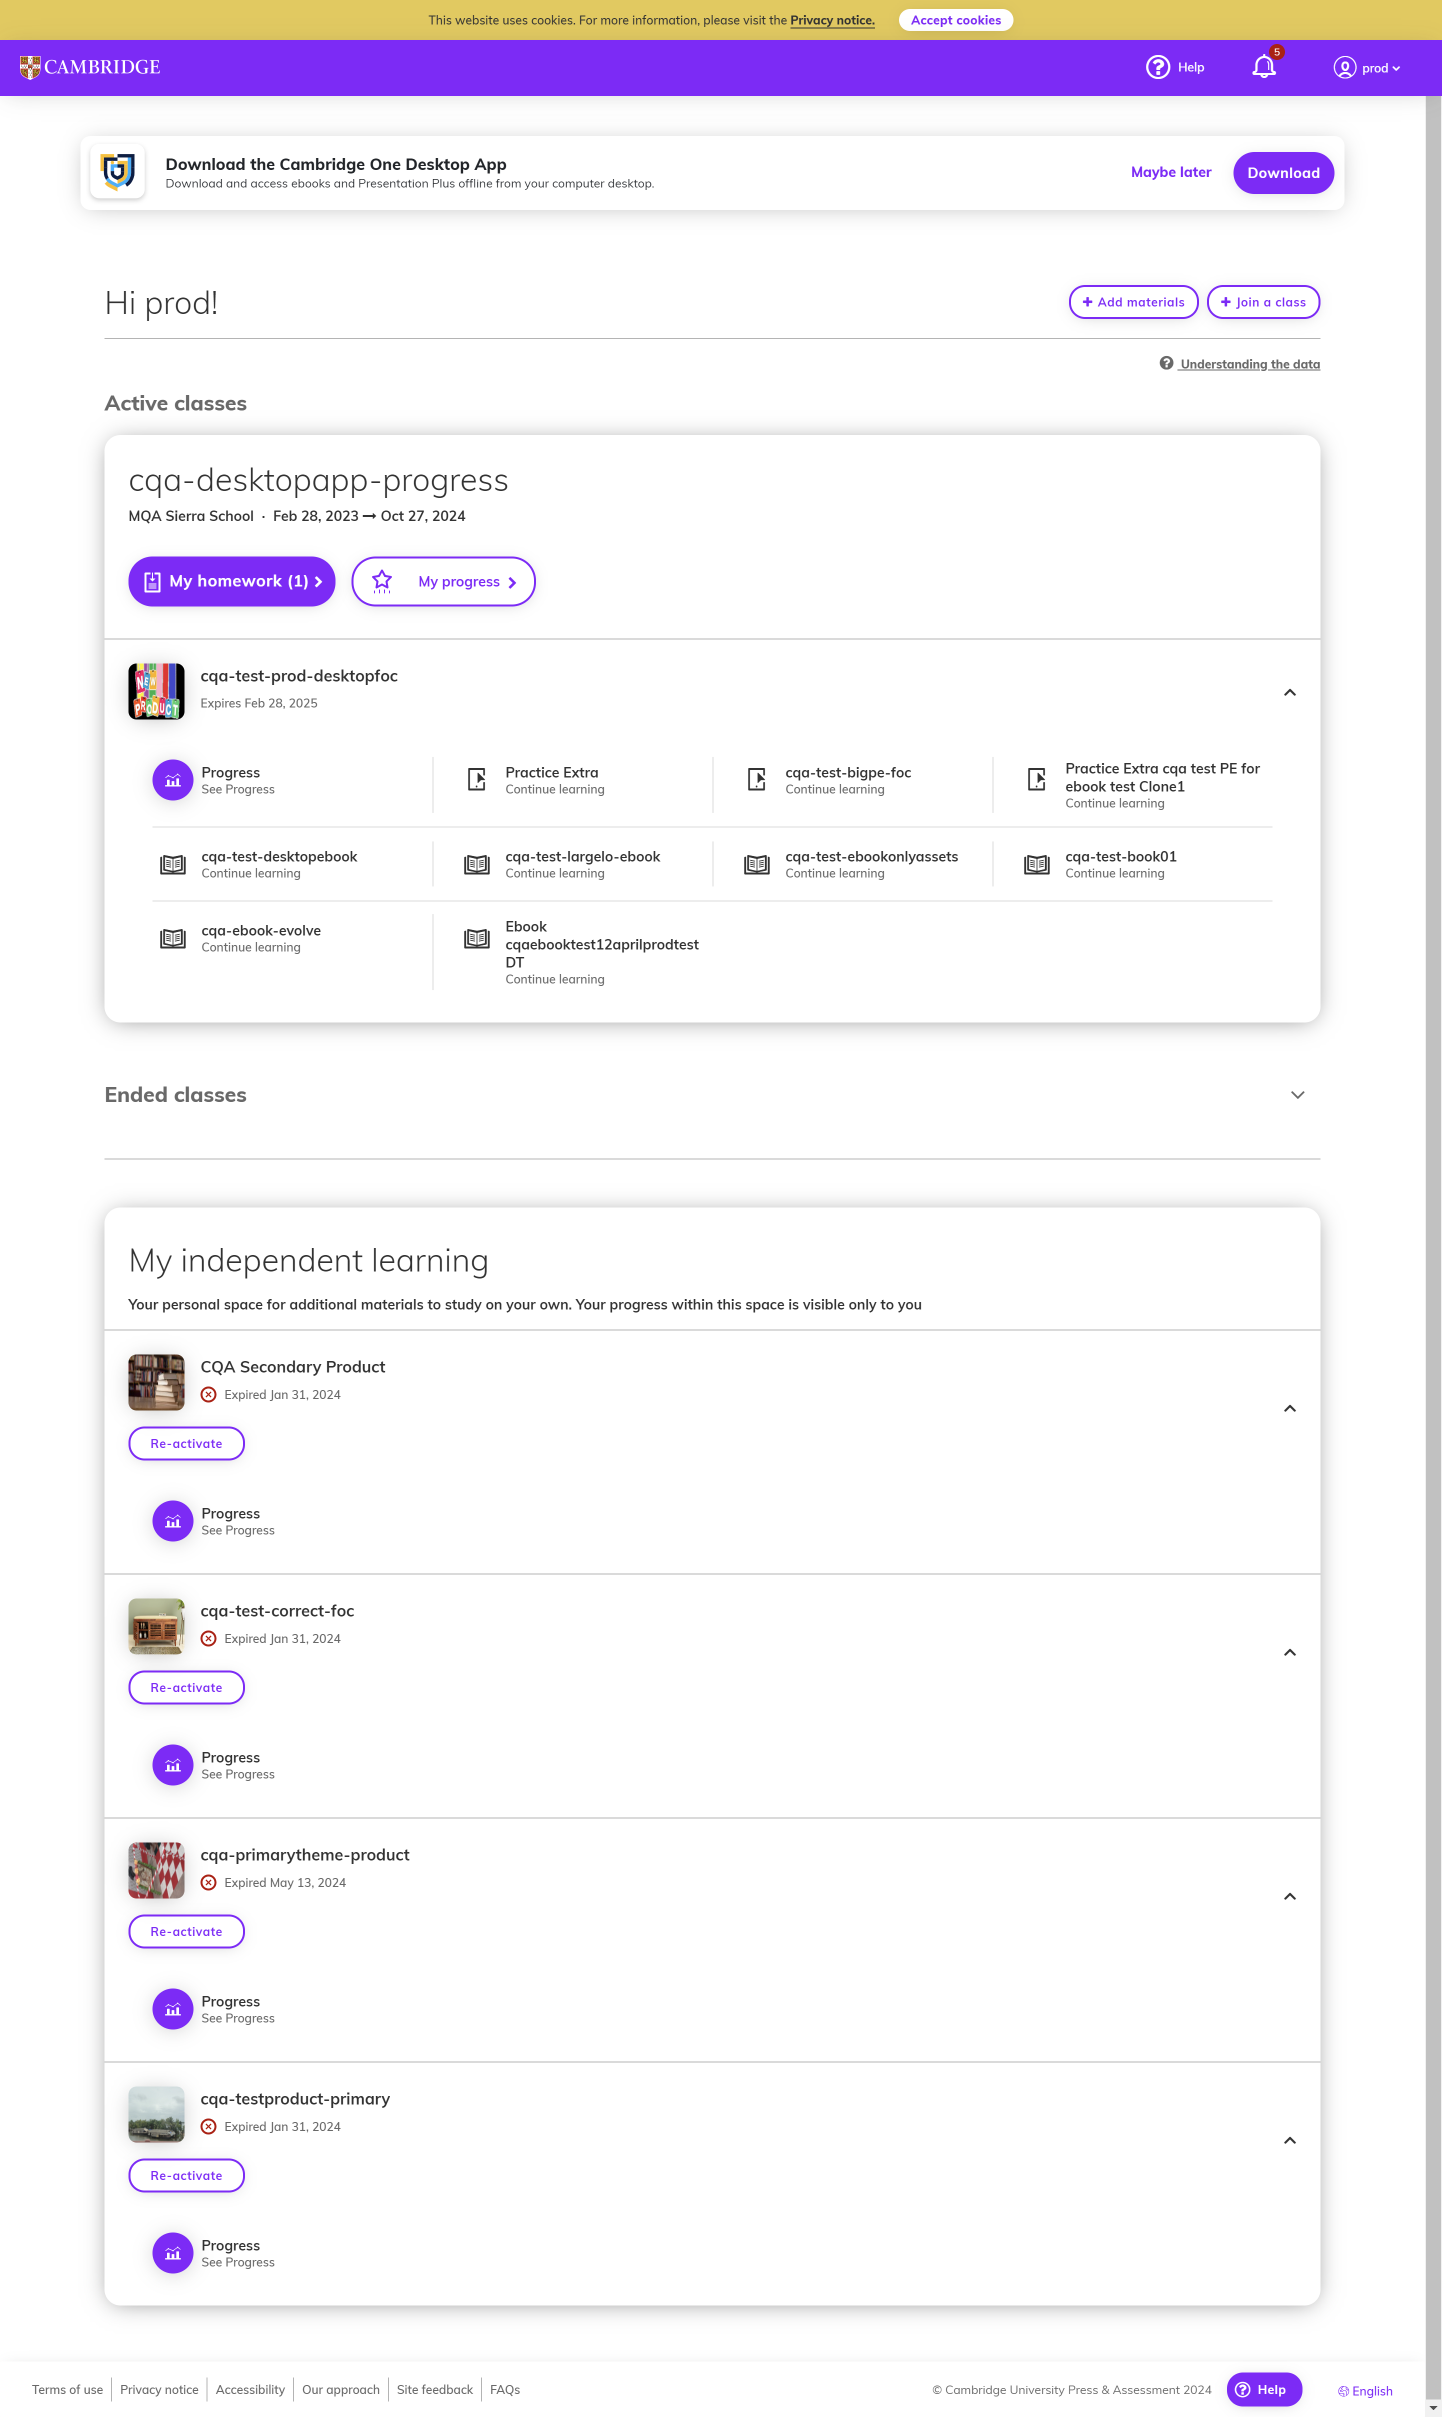 This website uses cookies. For more information, please visit the Privacy notice.
Accept cookies
CAMBRIDGE
Help
5
prod
Download the Cambridge One Desktop App
Download and access ebooks and Presentation Plus offline from your computer desktop.
Maybe later
Download
Hi prod!
+ Add materials
+ Join a class
Understanding the data
Active classes
cqa-desktopapp-progress
MQA Sierra School · Feb 28, 2023 → Oct 27, 2024
My homework (1)
My progress
NEW
PRODUCT
cqa-test-prod-desktopfoc
Expires Feb 28, 2025
Progress
See Progress
Practice Extra
Continue learning
cqa-test-bigpe-foc
Continue learning
Practice Extra cqa test PE for
ebook test Clone1
Continue learning
cqa-test-desktopebook
Continue learning
cqa-test-largelo-ebook
Continue learning
cqa-test-ebookonlyassets
Continue learning
cqa-test-book01
Continue learning
cqa-ebook-evolve
Continue learning
Ebook
cqaebooktest12aprilprodtest
DT
Continue learning
Ended classes
My independent learning
Your personal space for additional materials to study on your own. Your progress within this space is visible only to you
CQA Secondary Product
Expired Jan 31, 2024
Re-activate
Progress
See Progress
cqa-test-correct-foc
Expired Jan 31, 2024
Re-activate
Progress
See Progress
cqa-primarytheme-product
Expired May 13, 2024
Re-activate
Progress
See Progress
cqa-testproduct-primary
Expired Jan 31, 2024
Re-activate
Progress
See Progress
Terms of use
Privacy notice
Accessibility
Our approach
Site feedback
FAQs
© Cambridge University Press & Assessment 2024
Help
English